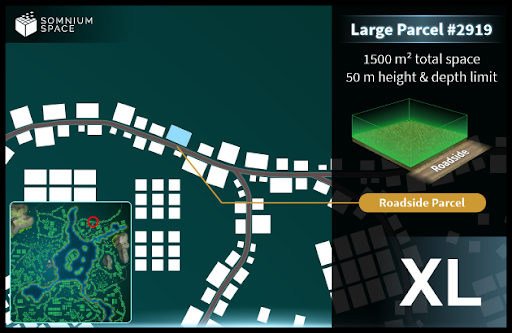 SOMNIUM
SPACE
Large Parcel #2919
1500 m² total space
50 m height & depth limit
Roadside
Roadside Parcel
XL